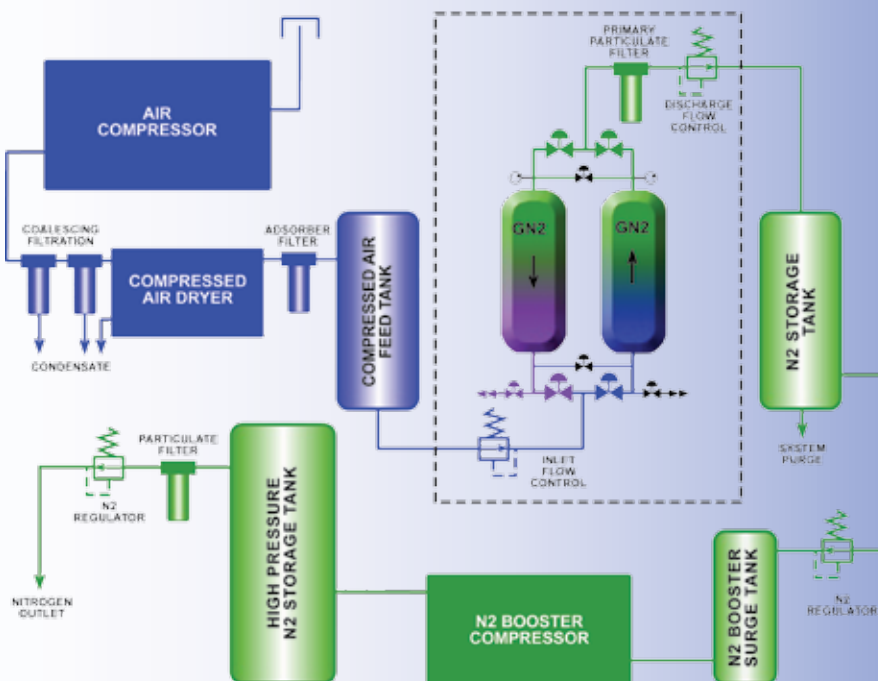 AIR
COMPRESSOR
COALESCING
FILTRATION
COMPRESSED
AIR DRYER
CONDENSATE
ADSORBER
FILTER
COMPRESSED AIR
FEED TANK
PRIMARY
PARTICULATE
FILTER
DISCHARGE
FLOW
CONTROL
GN2
GN2
INLET
FLOW
CONTROL
N2 STORAGE
TANK
SYSTEM
PURGE
N2
REGULATOR
N2 BOOSTER
SURGE TANK
N2 BOOSTER
COMPRESSOR
HIGH PRESSURE
N2 STORAGE TANK
PARTICULATE
FILTER
N2
REGULATOR
NITROGEN
OUTLET